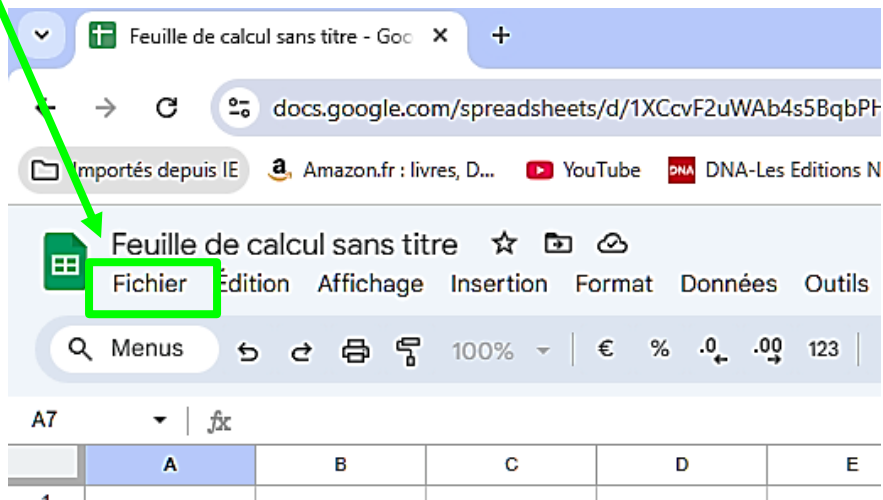 Feuille de calcul sans titre - Goo
docs.google.com/spreadsheets/d/1XCcvF2uWAb4s5BqbPH
Importés depuis IE a Amazon.fr : livres, D... YouTube DNA DNA-Les Editions N
Feuille de calcul sans titre
Fichier Édition Affichage Insertion Format Données Outils
Menus 100% € % .0 .00 123
A7 fx
A B C D E
1